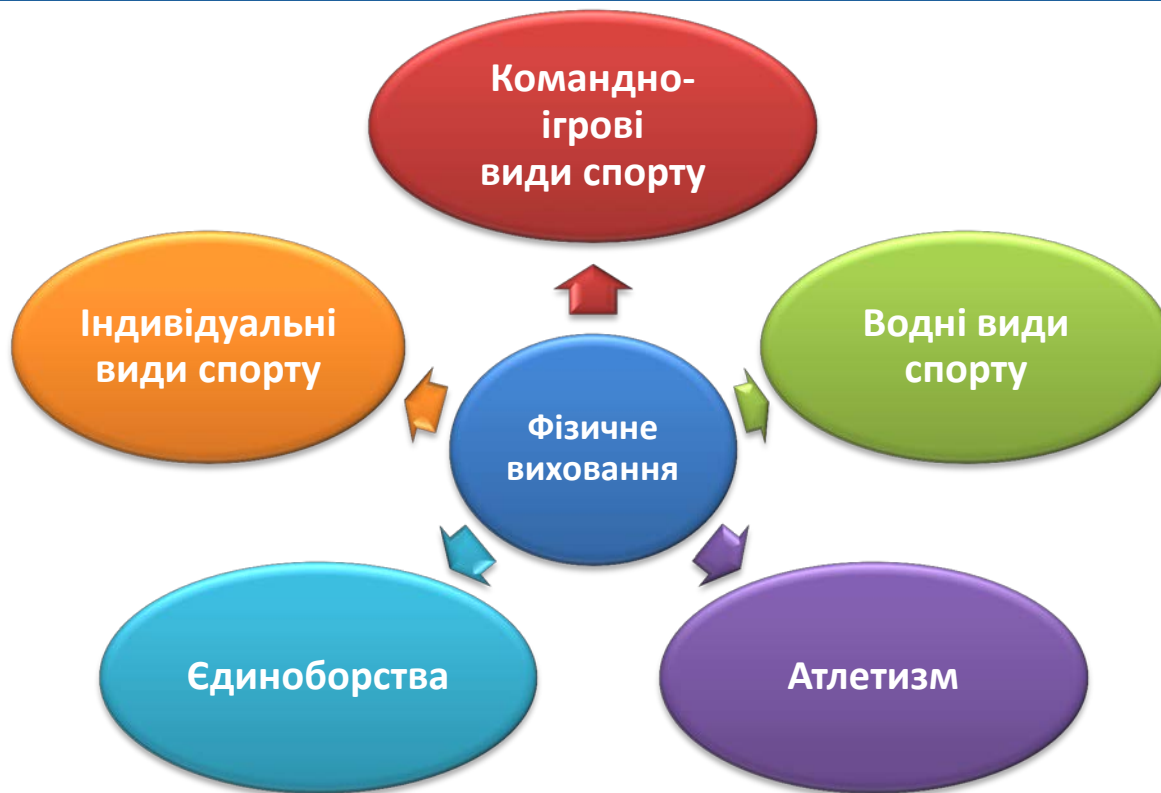 Командно-
ігрові
види спорту
Індивідуальні
види спорту
Водні види
спорту
Фізичне
виховання
Єдиноборства
Атлетизм